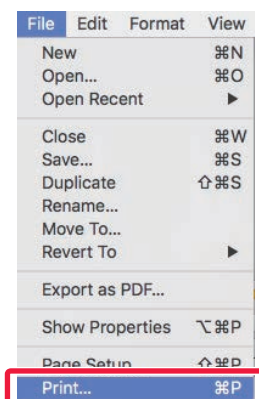 File Edit Format View
New ⌘N
Open... ⌘O
Open Recent ▶
Close ⌘W
Save... ⌘S
Duplicate ⇧⌘S
Rename...
Move To...
Revert To ▶
Export as PDF...
Show Properties ⌥⌘P
Page Setup ⇧⌘P
Print... ⌘P